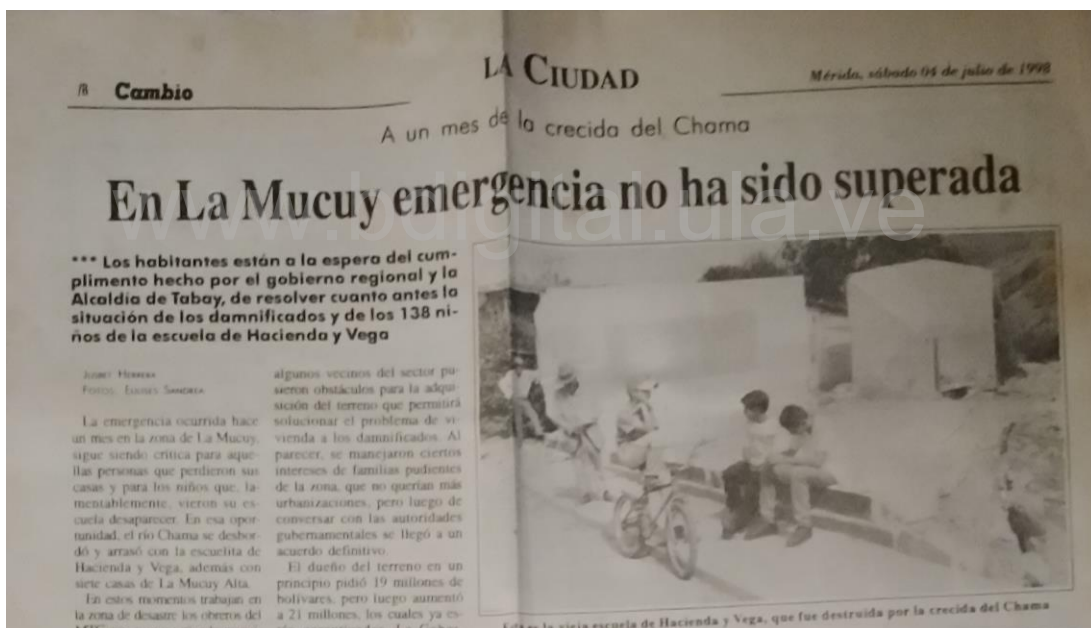 /8 Cambio
LA CIUDAD
Mérida, sábado 04 de julio de 1998
A un mes de la crecida del Chama
En La Mucuy emergencia no ha sido superada
www.bdigital.ula.ve
*** Los habitantes están a la espera del cum-
plimento hecho por el gobierno regional y la
Alcaldía de Tabay, de resolver cuanto antes la
situación de los damnificados y de los 138 ni-
ños de la escuela de Hacienda y Vega
La emergencia ocurrida hace
un mes en la zona de La Mucuy,
sigue siendo crítica para aque-
llas personas que perdieron sus
casas y para los niños que, la-
mentablemente, vieron su es-
cuela desaparecer. En esa opor-
tunidad, el río Chama se desbor-
dó y arrasó con la escuelita de
Hacienda y Vega, además con
siete casas de La Mucuy Alta.
En estos momentos trabajan en
la zona de desastre los obreros del
algunos vecinos del sector pu-
sieron obstáculos para la adqui-
sición del terreno que permitirá
solucionar el problema de vi-
vienda a los damnificados. Al
parecer, se manejaron ciertos
intereses de familias pudientes
de la zona, que no querían más
urbanizaciones, pero luego de
conversar con las autoridades
gubernamentales se llegó a un
acuerdo definitivo.
El dueño del terreno en un
principio pidió 19 millones de
bolívares, pero luego aumentó
a 21 millones, los cuales ya es-
la vieja escuela de Hacienda y Vega, que fue destruida por la crecida del Chama